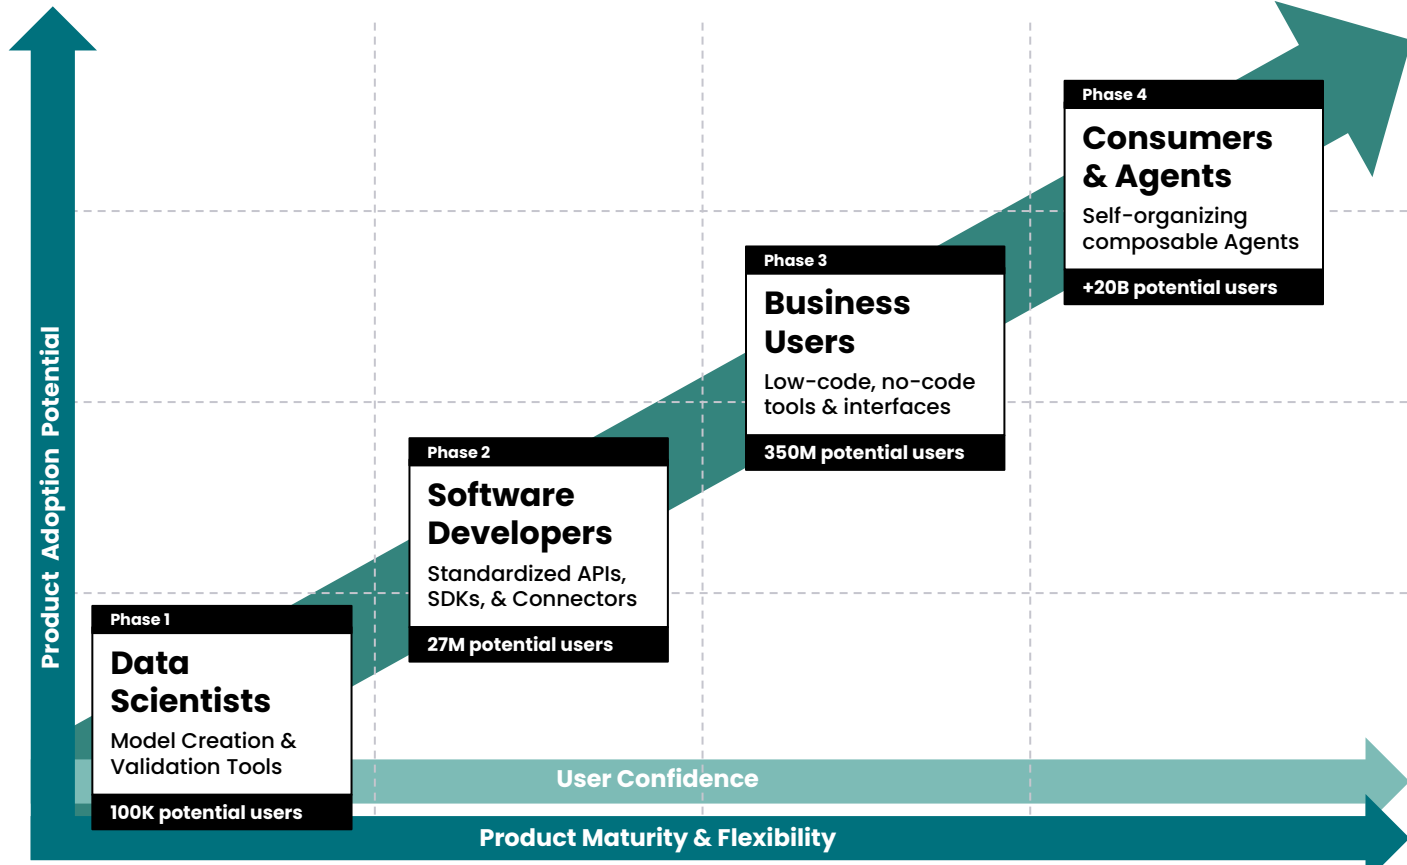 Product Adoption Potential
Phase 1
Data
Scientists
Model Creation &
Validation Tools
100K potential users
Phase 2
Software
Developers
Standardized APIs,
SDKs, & Connectors
27M potential users
Phase 3
Business
Users
Low-code, no-code
tools & interfaces
350M potential users
Phase 4
Consumers
& Agents
Self-organizing
composable Agents
+20B potential users
User Confidence
Product Maturity & Flexibility